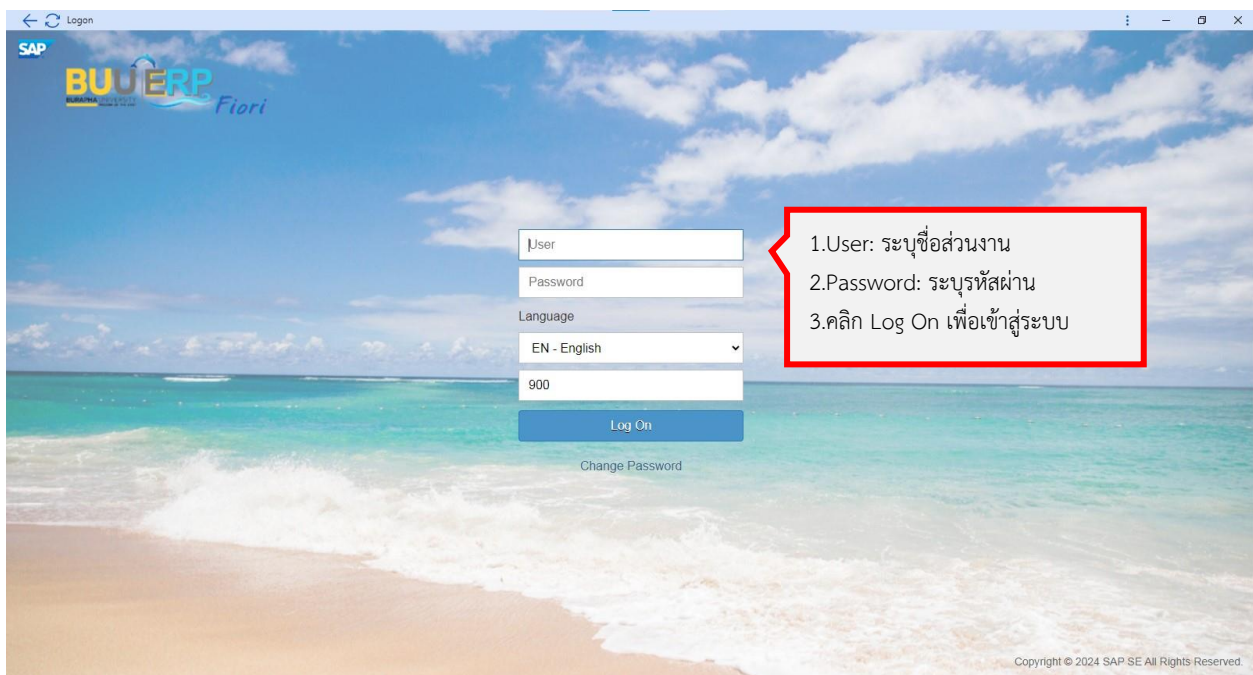 Logon
SAP
BUU ERP
BURAPHA UNIVERSITY
Fiori
User
Password
Language
EN - English
900
Log On
Change Password
1.User: ระบุชื่อส่วนงาน
2.Password: ระบุรหัสผ่าน
3.คลิก Log On เพื่อเข้าสู่ระบบ
Copyright © 2024 SAP SE All Rights Reserved.